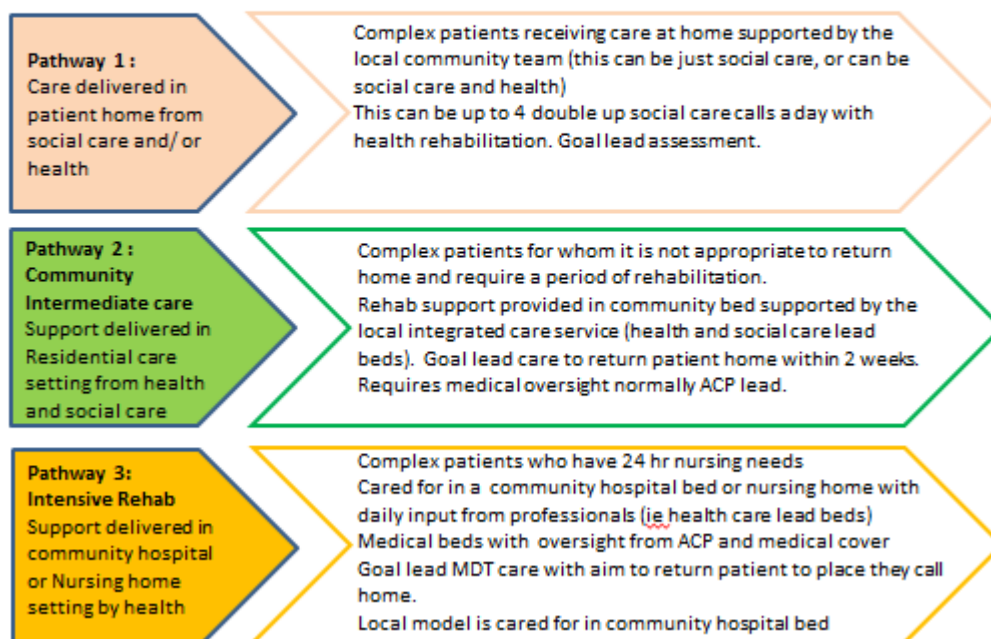 Pathway 1 :
Care delivered in
patient home from
social care and/ or
health
Complex patients receiving care at home supported by the
local community team (this can be just social care, or can be
social care and health)
This can be up to 4 double up social care calls a day with
health rehabilitation. Goal lead assessment.
Pathway 2 :
Community
Intermediate care
Support delivered in
Residential care
setting from health
and social care
Complex patients for whom it is not appropriate to return
home and require a period of rehabilitation.
Rehab support provided in community bed supported by the
local integrated care service (health and social care lead
beds). Goal lead care to return patient home within 2 weeks.
Requires medical oversight normally ACP lead.
Pathway 3:
Intensive Rehab
Support delivered in
community hospital
or Nursing home
setting by health
Complex patients who have 24 hr nursing needs
Cared for in a community hospital bed or nursing home with
daily input from professionals (ie health care lead beds)
Medical beds with oversight from ACP and medical cover
Goal lead MDT care with aim to return patient to place they call
home.
Local model is cared for in community hospital bed